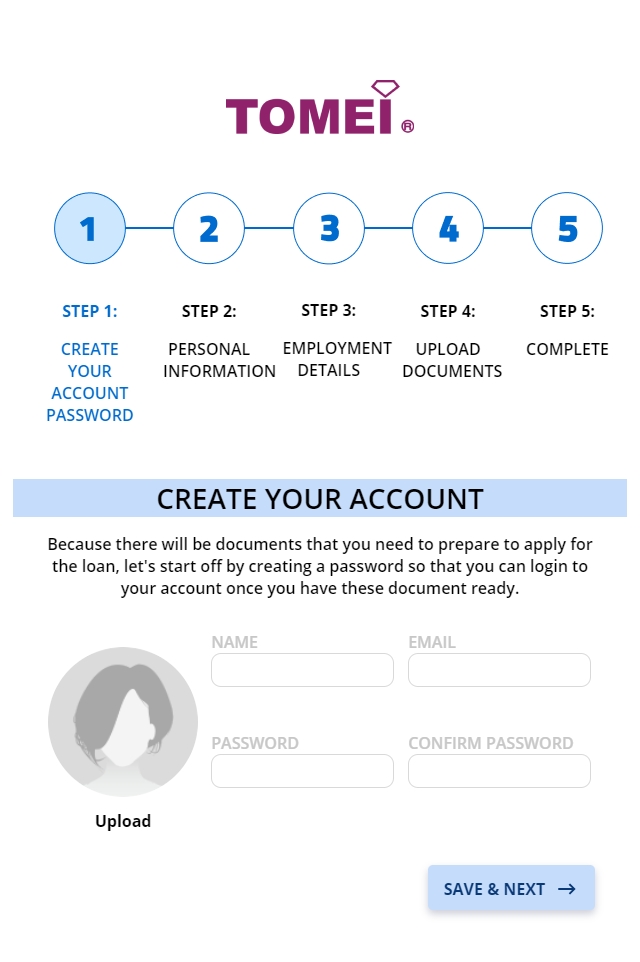 TOMEI ®
1 2 3 4 5
STEP 1: STEP 2: STEP 3: STEP 4: STEP 5:
CREATE
YOUR
ACCOUNT
PASSWORD
PERSONAL
INFORMATION
EMPLOYMENT
DETAILS
UPLOAD
DOCUMENTS
COMPLETE
CREATE YOUR ACCOUNT
Because there will be documents that you need to prepare to apply for
the loan, let's start off by creating a password so that you can login to
your account once you have these document ready.
NAME EMAIL
PASSWORD CONFIRM PASSWORD
Upload
SAVE & NEXT →